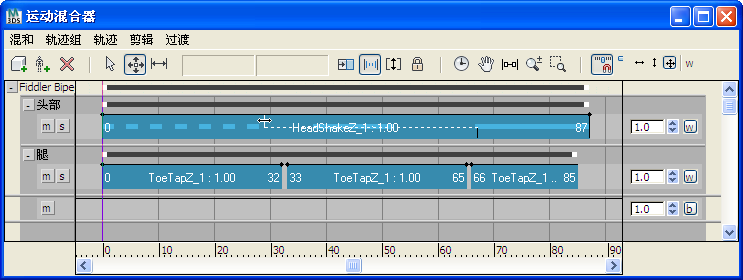 运动混合器
混和 轨迹组 轨迹 剪辑 过渡
w
Fiddler Bipe
头部
m s 0 HeadShakeZ_1 : 1.00 87 1.0 w
腿
m s 0 ToeTapZ_1 : 1.00 32 33 ToeTapZ_1 : 1.00 65 66 ToeTapZ_1 .. 85 1.0 w
m 1.0 b
0 10 20 30 40 50 60 70 80 90